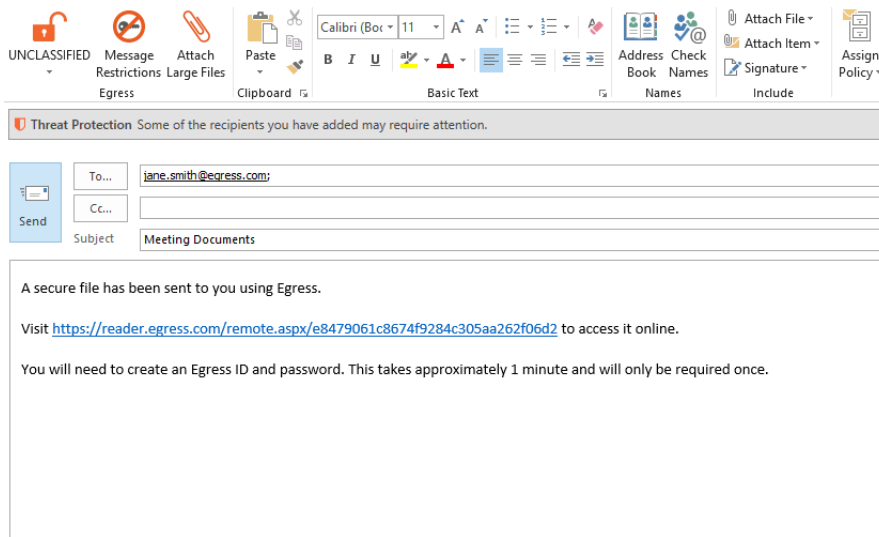 UNCLASSIFIED Message Restrictions Attach Large Files
Egress
Paste
Clipboard
Calibri (Boc 11 A A
B I U ab A
Basic Text
Address Book Check Names
Names
Attach File
Attach Item
Signature
Include
Assign Policy
Threat Protection Some of the recipients you have added may require attention.
Send
To... jane.smith@egress.com;
Cc...
Subject Meeting Documents
A secure file has been sent to you using Egress.
Visit https://reader.egress.com/remote.aspx/e8479061c8674f9284c305aa262f06d2 to access it online.
You will need to create an Egress ID and password. This takes approximately 1 minute and will only be required once.